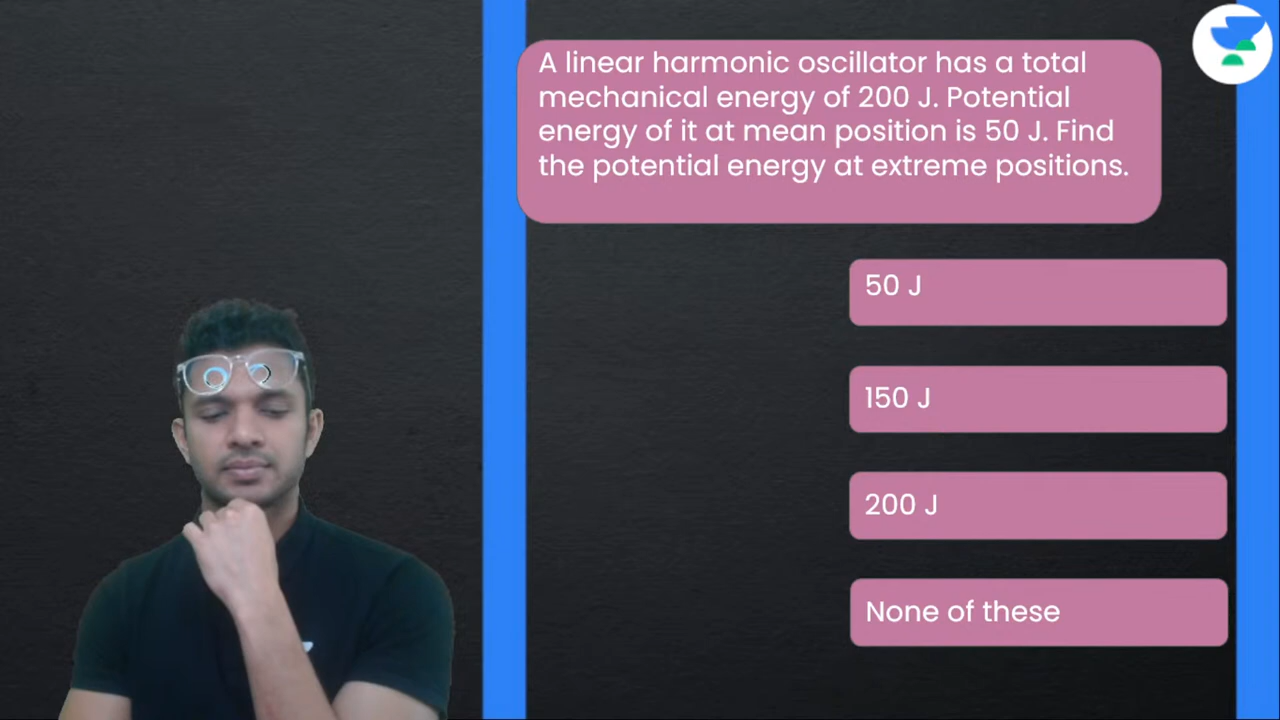 A linear harmonic oscillator has a total
mechanical energy of 200 J. Potential
energy of it at mean position is 50 J. Find
the potential energy at extreme positions.
50 J
150 J
200 J
None of these